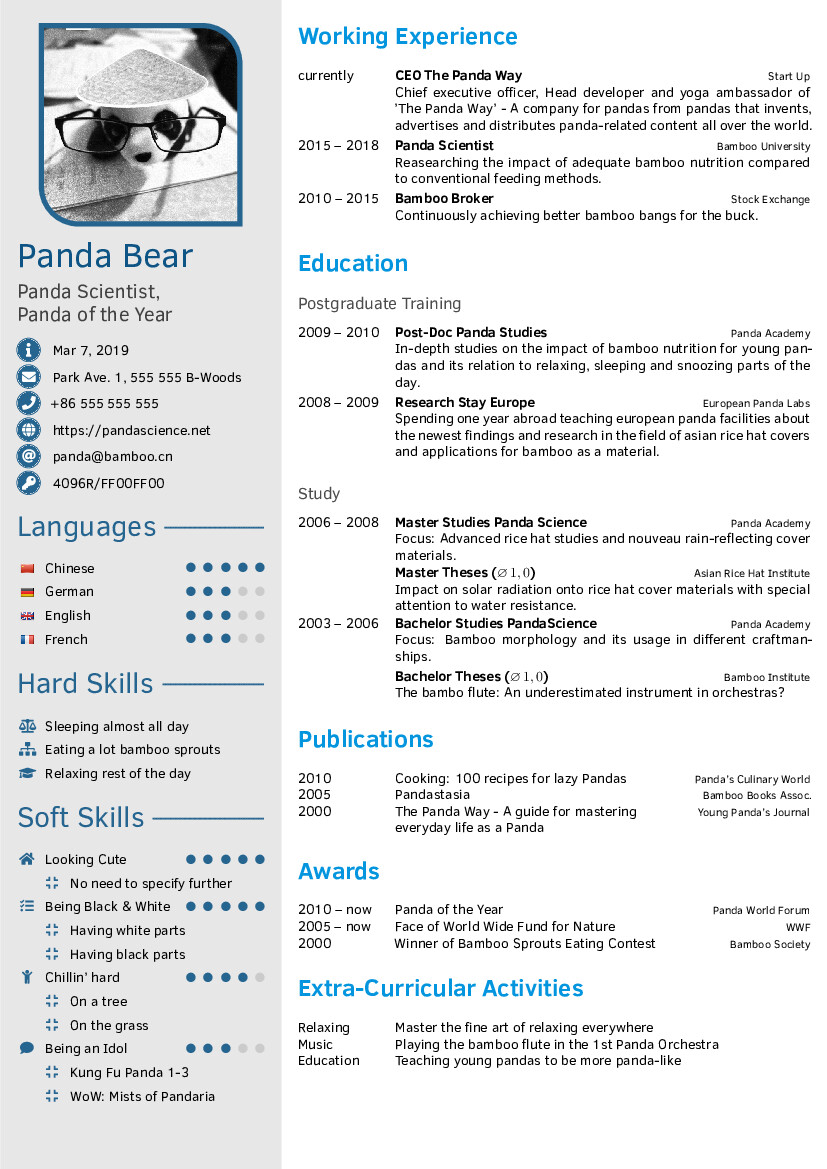 Panda Bear
Panda Scientist,
Panda of the Year
Mar 7, 2019
Park Ave. 1, 555 555 B-Woods
+86 555 555 555
https://pandascience.net
panda@bamboo.cn
4096R/FF00FF00
Languages
Chinese
German
English
French
Hard Skills
Sleeping almost all day
Eating a lot bamboo sprouts
Relaxing rest of the day
Soft Skills
Looking Cute
No need to specify further
Being Black & White
Having white parts
Having black parts
Chillin' hard
On a tree
On the grass
Being an Idol
Kung Fu Panda 1-3
WoW: Mists of Pandaria
Working Experience
currently CEO The Panda Way Start Up
Chief executive officer, Head developer and yoga ambassador of
'The Panda Way' - A company for pandas from pandas that invents,
advertises and distributes panda-related content all over the world.
2015 – 2018 Panda Scientist Bamboo University
Reasearching the impact of adequate bamboo nutrition compared
to conventional feeding methods.
2010 – 2015 Bamboo Broker Stock Exchange
Continuously achieving better bamboo bangs for the buck.
Education
Postgraduate Training
2009 – 2010 Post-Doc Panda Studies Panda Academy
In-depth studies on the impact of bamboo nutrition for young pan-
das and its relation to relaxing, sleeping and snoozing parts of the
day.
2008 – 2009 Research Stay Europe European Panda Labs
Spending one year abroad teaching european panda facilities about
the newest findings and research in the field of asian rice hat covers
and applications for bamboo as a material.
Study
2006 – 2008 Master Studies Panda Science Panda Academy
Focus: Advanced rice hat studies and nouveau rain-reflecting cover
materials.
Master Theses (∅ 1,0) Asian Rice Hat Institute
Impact on solar radiation onto rice hat cover materials with special
attention to water resistance.
2003 – 2006 Bachelor Studies PandaScience Panda Academy
Focus: Bamboo morphology and its usage in different craftman-
ships.
Bachelor Theses (∅ 1,0) Bamboo Institute
The bambo flute: An underestimated instrument in orchestras?
Publications
2010 Cooking: 100 recipes for lazy Pandas Panda's Culinary World
2005 Pandastasia Bamboo Books Assoc.
2000 The Panda Way - A guide for mastering Young Panda's Journal
everyday life as a Panda
Awards
2010 – now Panda of the Year Panda World Forum
2005 – now Face of World Wide Fund for Nature WWF
2000 Winner of Bamboo Sprouts Eating Contest Bamboo Society
Extra-Curricular Activities
Relaxing Master the fine art of relaxing everywhere
Music Playing the bamboo flute in the 1st Panda Orchestra
Education Teaching young pandas to be more panda-like